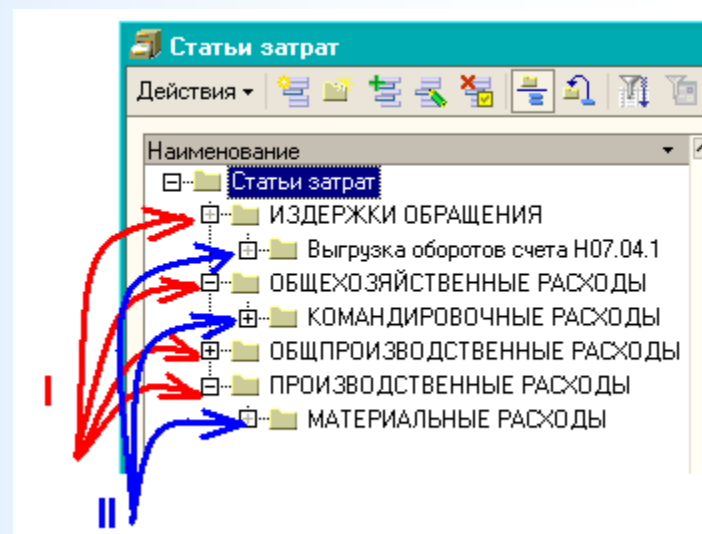 Статьи затрат
Действия
Наименование
Статьи затрат
ИЗДЕРЖКИ ОБРАЩЕНИЯ
Выгрузка оборотов счета Н07.04.1
ОБЩЕХОЗЯЙСТВЕННЫЕ РАСХОДЫ
КОМАНДИРОВОЧНЫЕ РАСХОДЫ
ОБЩПРОИЗВОДСТВЕННЫЕ РАСХОДЫ
I
ПРОИЗВОДСТВЕННЫЕ РАСХОДЫ
МАТЕРИАЛЬНЫЕ РАСХОДЫ
II